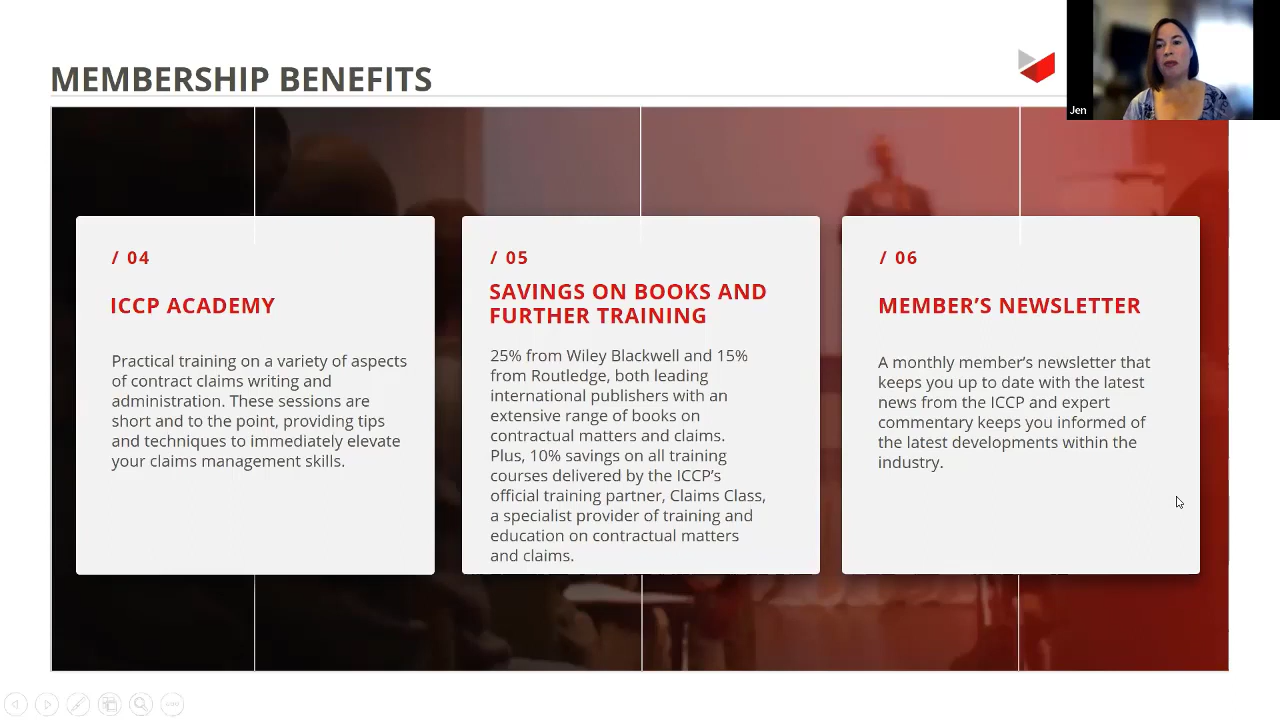 MEMBERSHIP BENEFITS
Jen
/ 04
ICCP ACADEMY
Practical training on a variety of aspects
of contract claims writing and
administration. These sessions are
short and to the point, providing tips
and techniques to immediately elevate
your claims management skills.
/ 05
SAVINGS ON BOOKS AND
FURTHER TRAINING
25% from Wiley Blackwell and 15%
from Routledge, both leading
international publishers with an
extensive range of books on
contractual matters and claims.
Plus, 10% savings on all training
courses delivered by the ICCP’s
official training partner, Claims Class,
a specialist provider of training and
education on contractual matters
and claims.
/ 06
MEMBER’S NEWSLETTER
A monthly member’s newsletter that
keeps you up to date with the latest
news from the ICCP and expert
commentary keeps you informed of
the latest developments within the
industry.